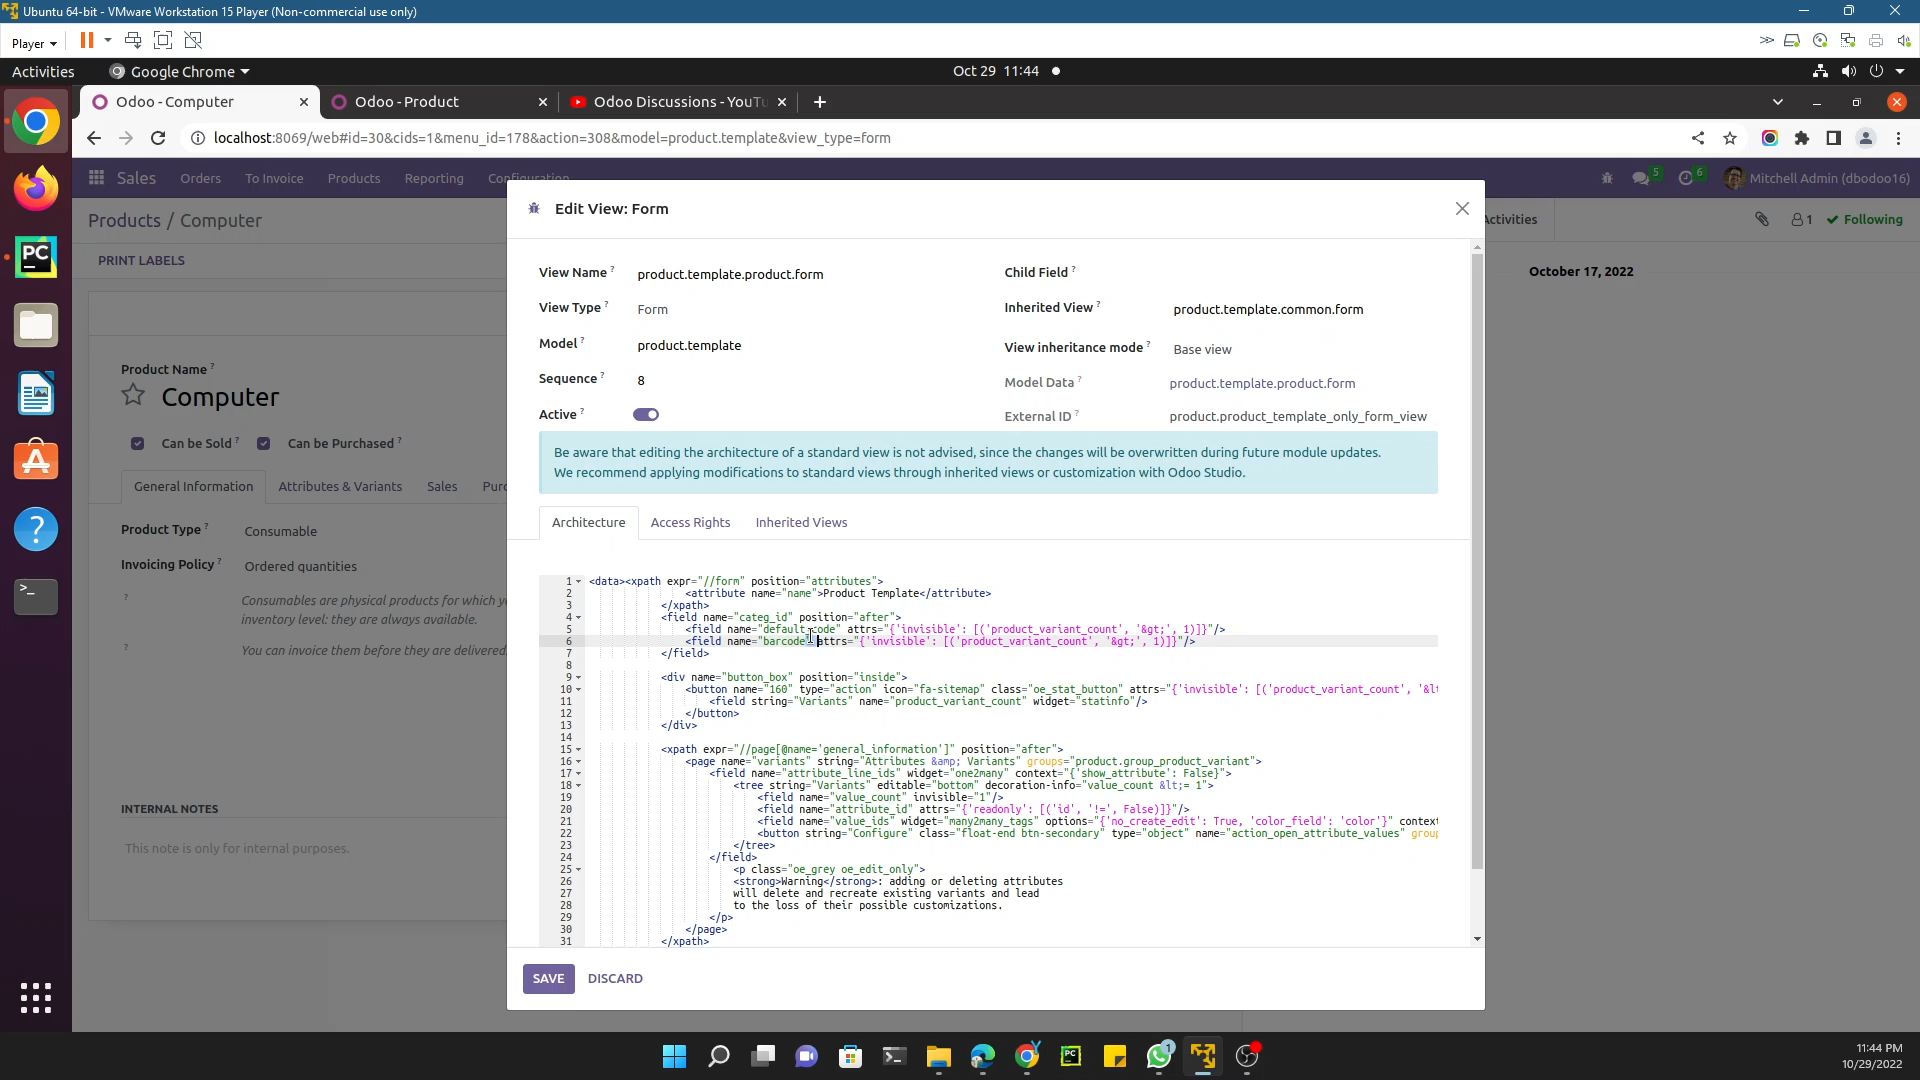 Ubuntu 64-bit - VMware Workstation 15 Player (Non-commercial use only)
Player
Activities
Google Chrome
Oct 29 11:44
Odoo - Computer
Odoo - Product
Odoo Discussions - YouTu
localhost:8069/web#id=30&cids=1&menu_id=178&action=308&model=product.template&view_type=form
Sales
Orders
To Invoice
Products
Reporting
Configuration
5
6
Mitchell Admin (dbodoo16)
Products / Computer
Activities
1
Following
PRINT LABELS
October 17, 2022
Product Name ?
Computer
Can be Sold ?
Can be Purchased ?
General Information
Attributes & Variants
Sales
Purc
Product Type ?
Consumable
Invoicing Policy ?
Ordered quantities
?
Consumables are physical products for which yo
inventory level: they are always available.
?
You can invoice them before they are delivered.
INTERNAL NOTES
This note is only for internal purposes.
Edit View: Form
View Name ?
product.template.product.form
Child Field ?
View Type ?
Form
Inherited View ?
product.template.common.form
Model ?
product.template
View inheritance mode ?
Base view
Sequence ?
8
Model Data ?
product.template.product.form
Active ?
External ID ?
product.product_template_only_form_view
Be aware that editing the architecture of a standard view is not advised, since the changes will be overwritten during future module updates.
We recommend applying modifications to standard views through inherited views or customization with Odoo Studio.
Architecture
Access Rights
Inherited Views
1 <data><xpath expr="//form" position="attributes">
2 <attribute name="name">Product Template</attribute>
3 </xpath>
4 <field name="categ_id" position="after">
5 <field name="default_code" attrs="{'invisible': [('product_variant_count', '&gt;', 1)]}"/>
6 <field name="barcode" attrs="{'invisible': [('product_variant_count', '&gt;', 1)]}"/>
7 </field>
8
9 <div name="button_box" position="inside">
10 <button name="160" type="action" icon="fa-sitemap" class="oe_stat_button" attrs="{'invisible': [('product_variant_count', '&lt
11 <field string="Variants" name="product_variant_count" widget="statinfo"/>
12 </button>
13 </div>
14
15 <xpath expr="//page[@name='general_information']" position="after">
16 <page name="variants" string="Attributes &amp; Variants" groups="product.group_product_variant">
17 <field name="attribute_line_ids" widget="one2many" context="{'show_attribute': False}">
18 <tree string="Variants" editable="bottom" decoration-info="value_count &lt;= 1">
19 <field name="value_count" invisible="1"/>
20 <field name="attribute_id" attrs="{'readonly': [('id', '!=', False)]}"/>
21 <field name="value_ids" widget="many2many_tags" options="{'no_create_edit': True, 'color_field': 'color'}" context
22 <button string="Configure" class="float-end btn-secondary" type="object" name="action_open_attribute_values" group
23 </tree>
24 </field>
25 <p class="oe_grey oe_edit_only">
26 <strong>Warning</strong>: adding or deleting attributes
27 will delete and recreate existing variants and lead
28 to the loss of their possible customizations.
29 </p>
30 </page>
31 </xpath>
SAVE
DISCARD
PC
?
>_
PC
1
11:44 PM
10/29/2022